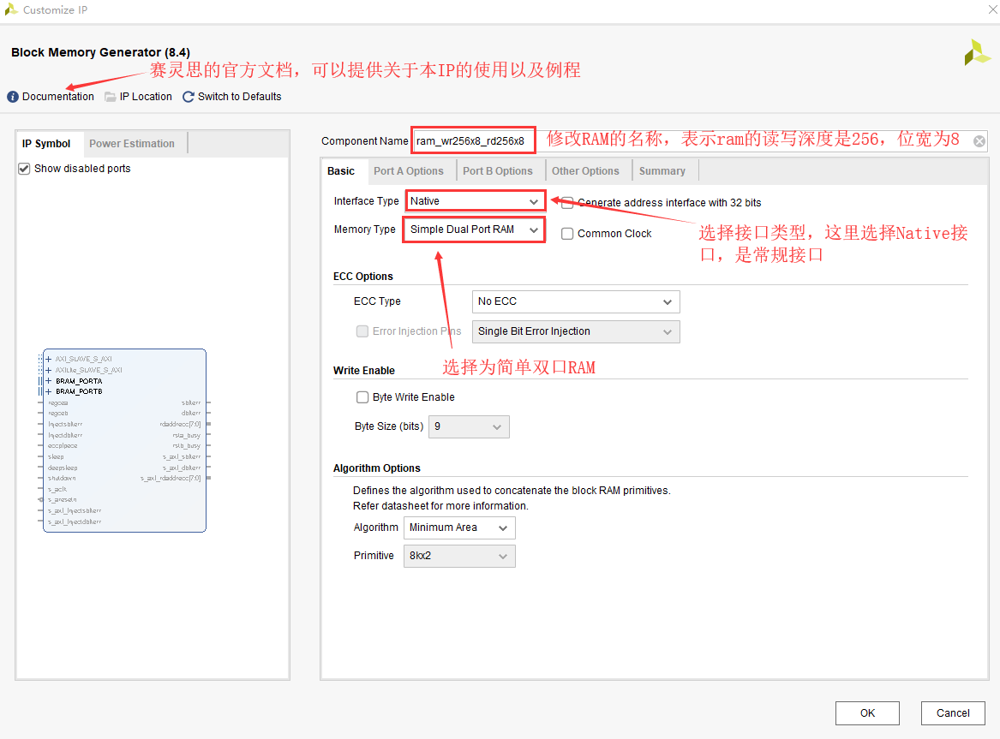 Customize IP
Block Memory Generator (8.4)
赛灵思的官方文档，可以提供关于本IP的使用以及例程
Documentation IP Location Switch to Defaults
IP Symbol Power Estimation
Show disabled ports
AXI_SLAVE_S_AXI
AXILite_SLAVE_S_AXI
BRAM_PORTA
BRAM_PORTB
regcea sbiterr
regceb dbiterr
injectsbiterr rdaddrecc[7:0]
injectdbiterr rsta_busy
eccpipece rstb_busy
sleep s_axi_sbiterr
deepsleep s_axi_dbiterr
shutdown s_axi_rdaddrecc[7:0]
s_aclk
s_aresetn
s_axi_injectsbiterr
s_axi_injectdbiterr
Component Name ram_wr256x8_rd256x8 修改RAM的名称，表示ram的读写深度是256，位宽为8
Basic Port A Options Port B Options Other Options Summary
Interface Type Native Generate address interface with 32 bits
Memory Type Simple Dual Port RAM Common Clock
选择接口类型，这里选择Native接
口，是常规接口
ECC Options
ECC Type No ECC
Error Injection Pins Single Bit Error Injection
选择为简单双口RAM
Write Enable
Byte Write Enable
Byte Size (bits) 9
Algorithm Options
Defines the algorithm used to concatenate the block RAM primitives.
Refer datasheet for more information.
Algorithm Minimum Area
Primitive 8kx2
OK Cancel